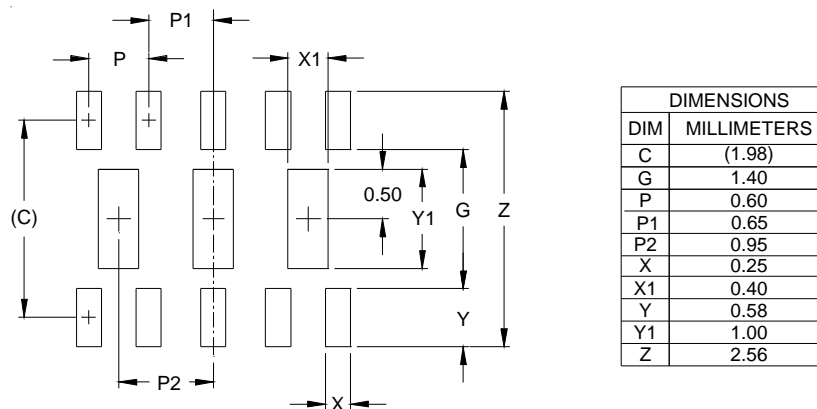 P1
P
X1
0.50
(C)
Y1
G
Z
Y
P2
X
DIMENSIONS
DIM MILLIMETERS
C (1.98)
G 1.40
P 0.60
P1 0.65
P2 0.95
X 0.25
X1 0.40
Y 0.58
Y1 1.00
Z 2.56